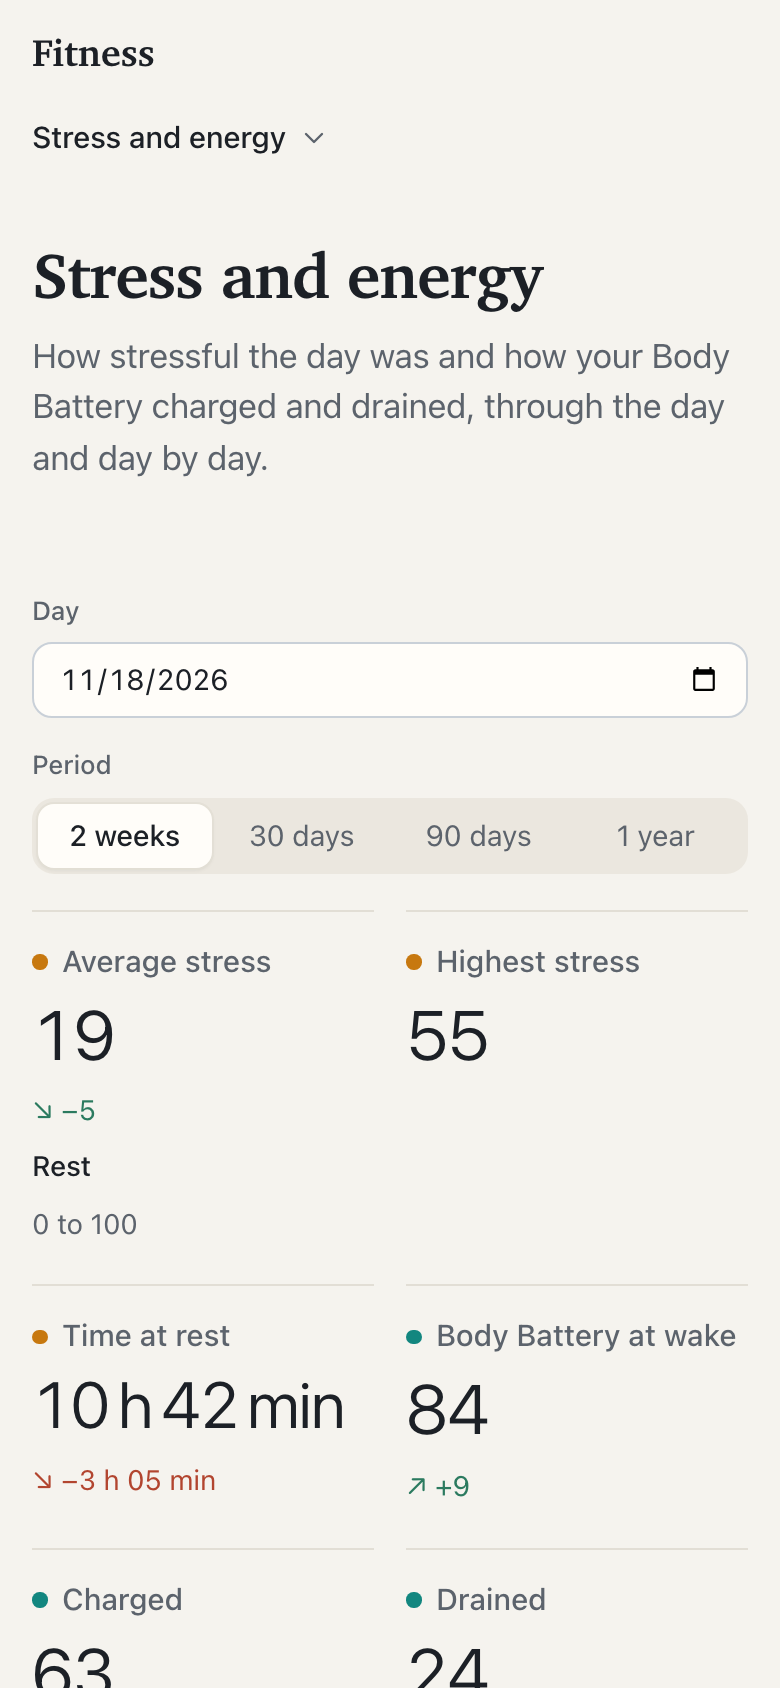 Fitness
Stress and energy
Stress and energy
How stressful the day was and how your Body
Battery charged and drained, through the day
and day by day.
Day
11/18/2026
Period
2 weeks 30 days 90 days 1 year
Average stress
19
↘ −5
Rest
0 to 100
Highest stress
55
Time at rest
10 h 42 min
↘ −3 h 05 min
Body Battery at wake
84
↗ +9
Charged
63
Drained
24